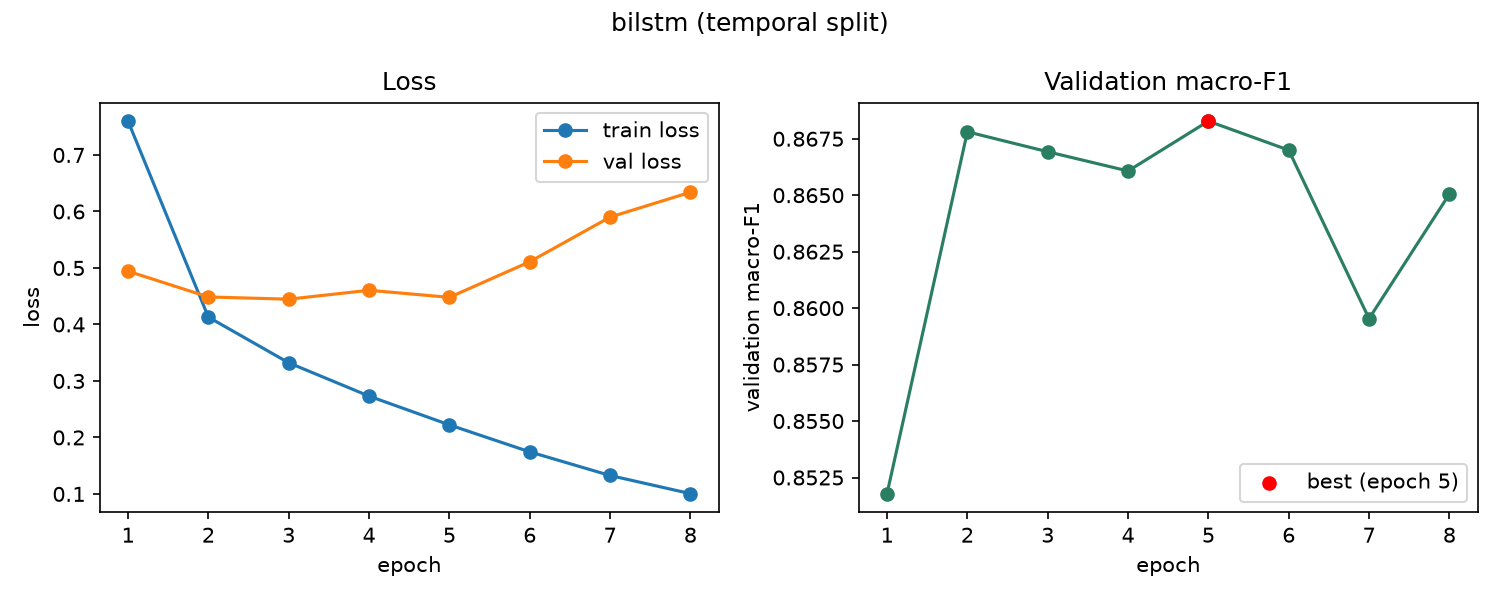 bilstm (temporal split)
Loss
train loss
val loss
0.7
0.6
0.5
0.4
0.3
0.2
0.1
loss
1 2 3 4 5 6 7 8
epoch
Validation macro-F1
0.8675
0.8650
0.8625
0.8600
0.8575
0.8550
0.8525
validation macro-F1
best (epoch 5)
1 2 3 4 5 6 7 8
epoch